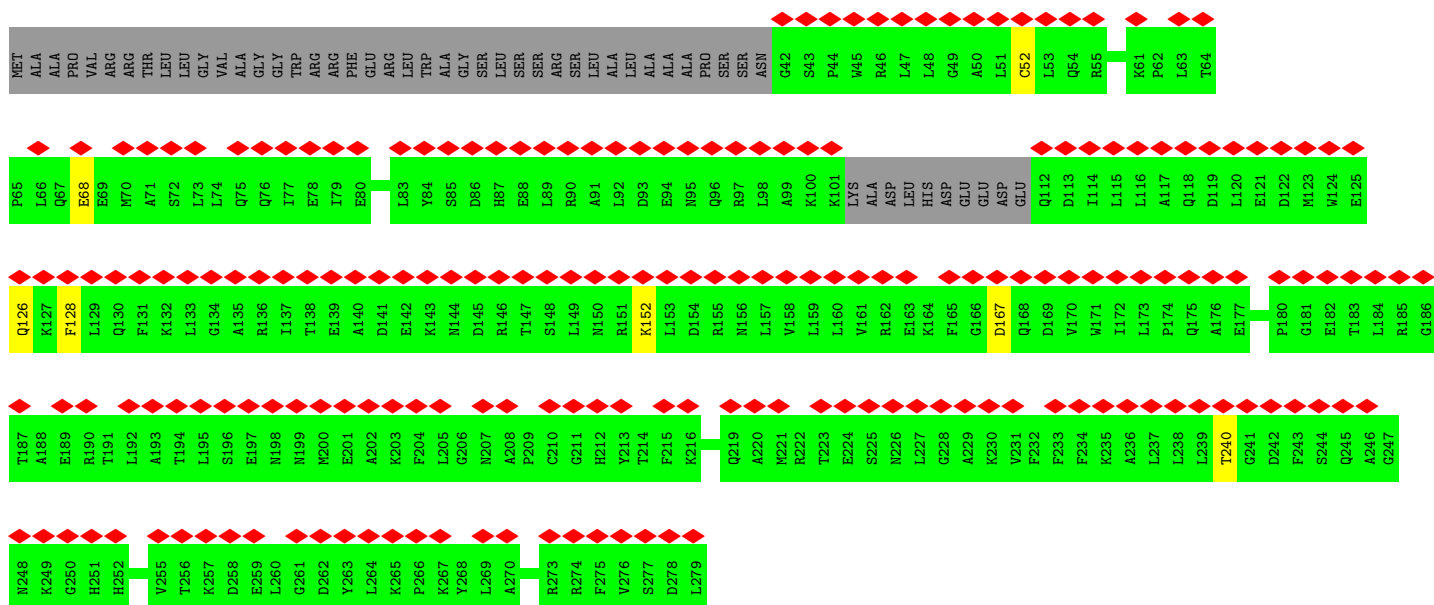 MET ALA ALA PRO VAL ARG ARG THR LEU LEU GLY VAL ALA GLY GLY TRP ARG ARG PHE GLU ARG LEU TRP ALA GLY SER LEU SER SER ARG SER LEU ALA LEU ALA ALA ALA PRO SER SER ASN G42 S43 P44 W45 R46 L47 L48 G49 A50 L51 C52 L53 Q54 R55 K61 P62 L63 T64
P65 L66 Q67 E68 E69 M70 A71 S72 L73 L74 Q75 Q76 I77 E78 I79 E80 L83 Y84 S85 D86 H87 E88 L89 R90 A91 L92 D93 E94 N95 Q96 R97 L98 A99 K100 K101 LYS ALA ASP LEU HIS ASP GLU GLU ASP GLU Q112 D113 I114 L115 L116 A117 Q118 D119 L120 E121 D122 M123 W124 E125
Q126 K127 F128 L129 Q130 F131 K132 L133 G134 A135 R136 I137 T138 E139 A140 D141 E142 K143 N144 D145 R146 T147 S148 L149 N150 R151 K152 L153 D154 R155 N156 L157 V158 L159 L160 V161 R162 E163 K164 F165 G166 D167 Q168 D169 V170 W171 I172 L173 P174 Q175 A176 E177 P180 G181 E182 T183 L184 R185 G186
T187 A188 E189 R190 T191 L192 A193 T194 L195 S196 E197 N198 N199 M200 E201 A202 K203 F204 L205 G206 N207 A208 P209 C210 G211 H212 Y213 T214 F215 K216 Q219 A220 M221 R222 T223 E224 S225 N226 L227 G228 A229 K230 V231 F232 F233 F234 K235 A236 L237 L238 L239 T240 G241 D242 F243 S244 Q245 A246 G247
N248 K249 G250 H251 H252 V255 T256 K257 D258 E259 L260 G261 D262 Y263 L264 K265 P266 K267 Y268 L269 A270 R273 R274 F275 V276 S277 D278 L279